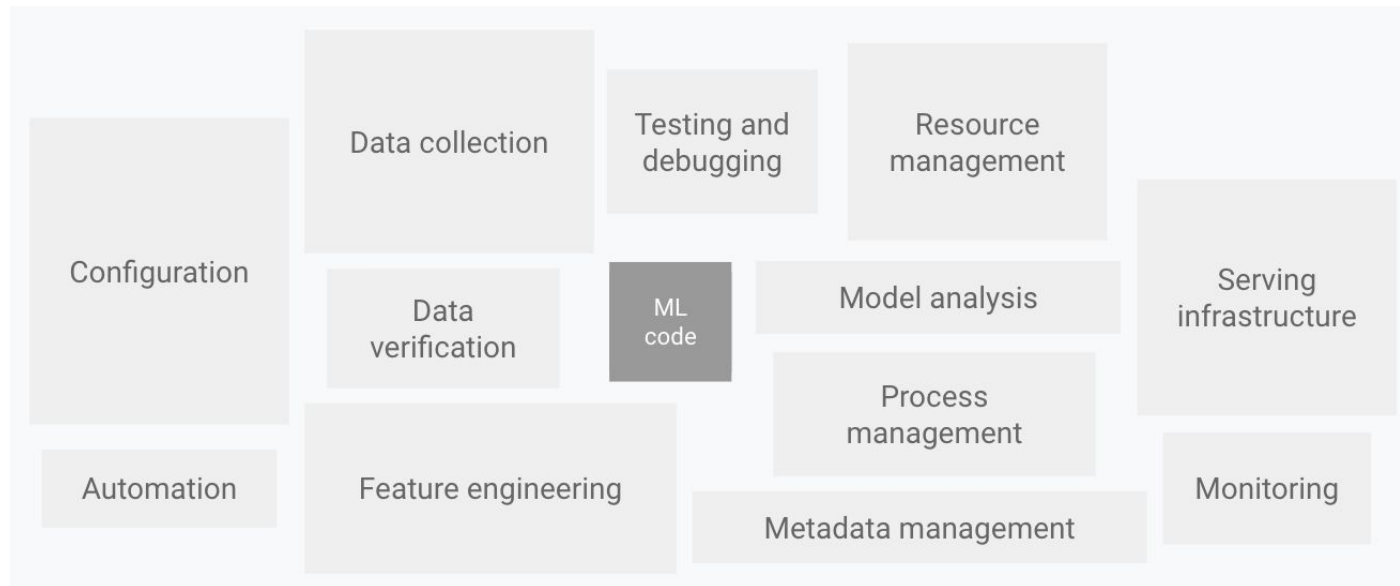 Data collection
Testing and
debugging
Resource
management
Configuration
Data
verification
ML
code
Model analysis
Serving
infrastructure
Process
management
Automation
Feature engineering
Metadata management
Monitoring